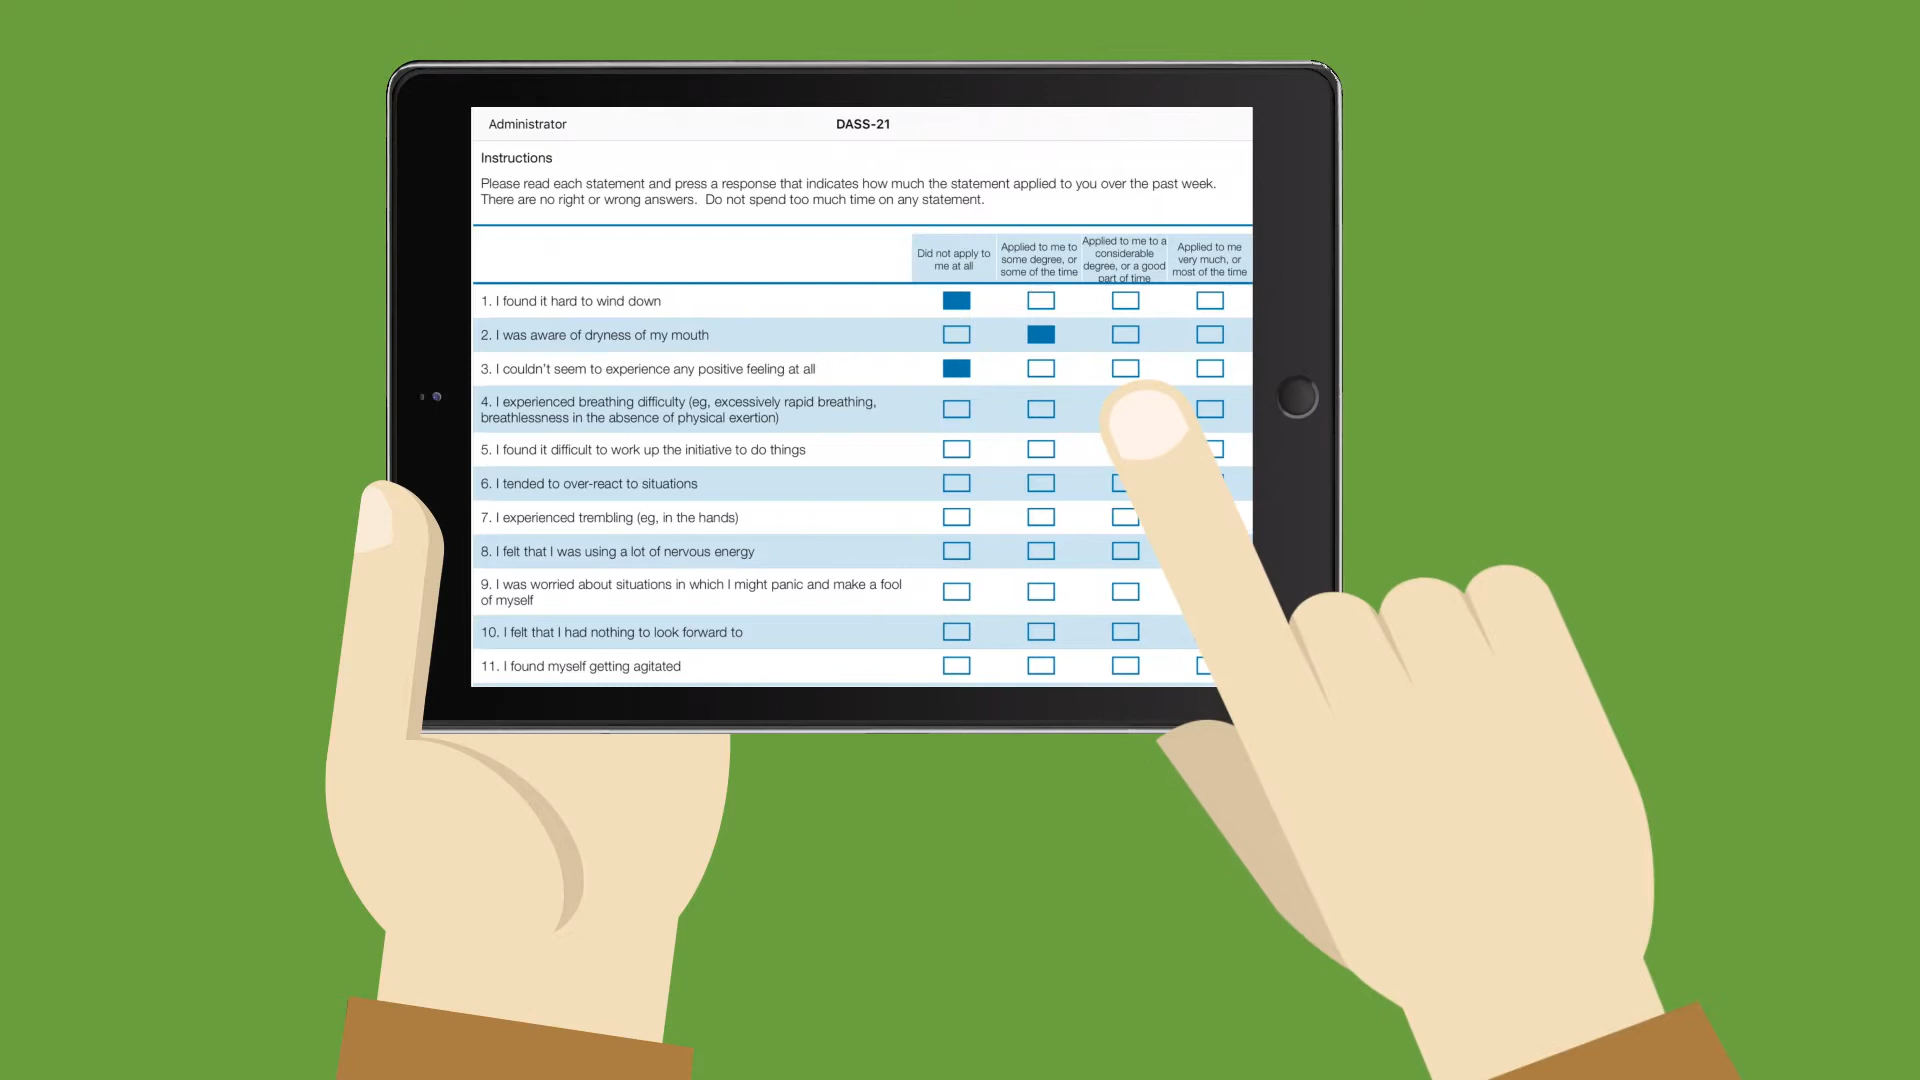 Administrator
DASS-21
Instructions
Please read each statement and press a response that indicates how much the statement applied to you over the past week.
There are no right or wrong answers.  Do not spend too much time on any statement.
Did not apply to
me at all
Applied to me to
some degree, or
some of the time
Applied to me to a
considerable
degree, or a good
part of time
Applied to me
very much, or
most of the time
1. I found it hard to wind down
2. I was aware of dryness of my mouth
3. I couldn't seem to experience any positive feeling at all
4. I experienced breathing difficulty (eg, excessively rapid breathing,
breathlessness in the absence of physical exertion)
5. I found it difficult to work up the initiative to do things
6. I tended to over-react to situations
7. I experienced trembling (eg, in the hands)
8. I felt that I was using a lot of nervous energy
9. I was worried about situations in which I might panic and make a fool
of myself
10. I felt that I had nothing to look forward to
11. I found myself getting agitated